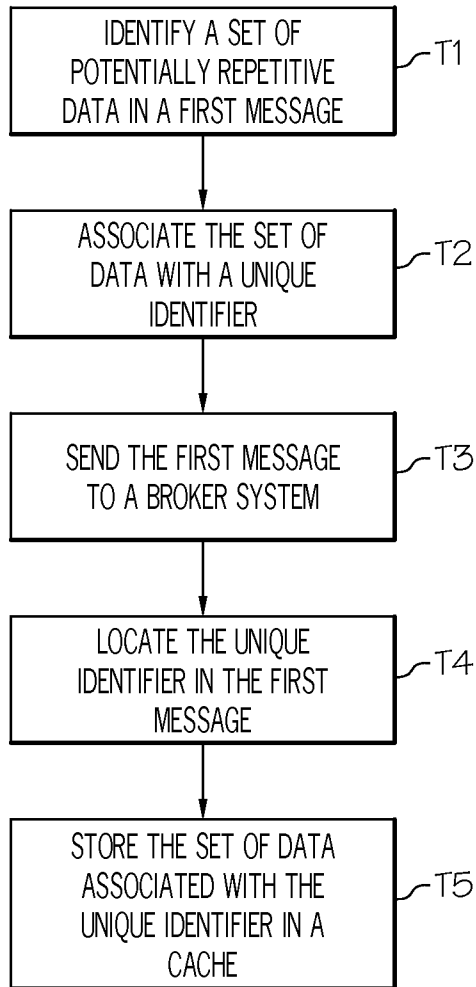 IDENTIFY A SET OF
POTENTIALLY REPETITIVE
DATA IN A FIRST MESSAGE
T1
ASSOCIATE THE SET OF
DATA WITH A UNIQUE
IDENTIFIER
T2
SEND THE FIRST MESSAGE
TO A BROKER SYSTEM
T3
LOCATE THE UNIQUE
IDENTIFIER IN THE FIRST
MESSAGE
T4
STORE THE SET OF DATA
ASSOCIATED WITH THE
UNIQUE IDENTIFIER IN A
CACHE
T5